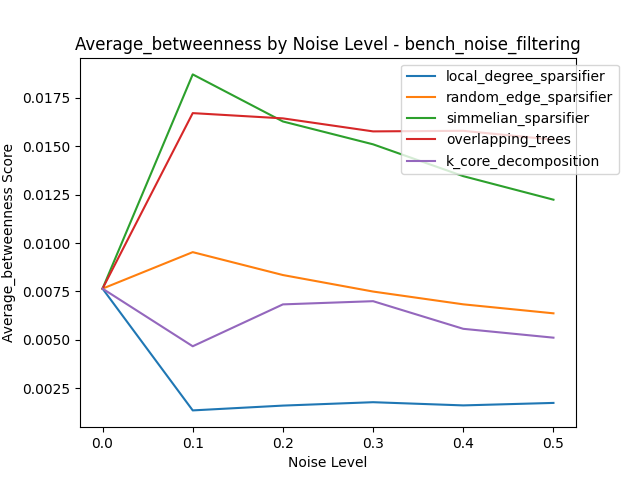 Average_betweenness by Noise Level - bench_noise_filtering
local_degree_sparsifier
random_edge_sparsifier
simmelian_sparsifier
overlapping_trees
k_core_decomposition
Average_betweenness Score
0.0175
0.0150
0.0125
0.0100
0.0075
0.0050
0.0025
0.0 0.1 0.2 0.3 0.4 0.5
Noise Level